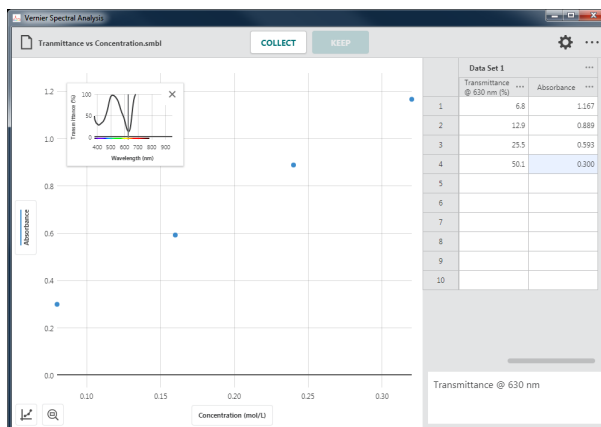 Vernier Spectral Analysis
Tranmittance vs Concentration.smbl
COLLECT
KEEP
1.2
1.0
0.8
0.6
0.4
0.2
0.0
Absorbance
0.10 0.15 0.20 0.25 0.30
Concentration (mol/L)
100
50
0
Transmittance (%)
400 500 600 700 800 900
Wavelength (nm)
Data Set 1
Transmittance @ 630 nm (%) Absorbance
1 6.8 1.167
2 12.9 0.889
3 25.5 0.593
4 50.1 0.300
5
6
7
8
9
10
Transmittance @ 630 nm